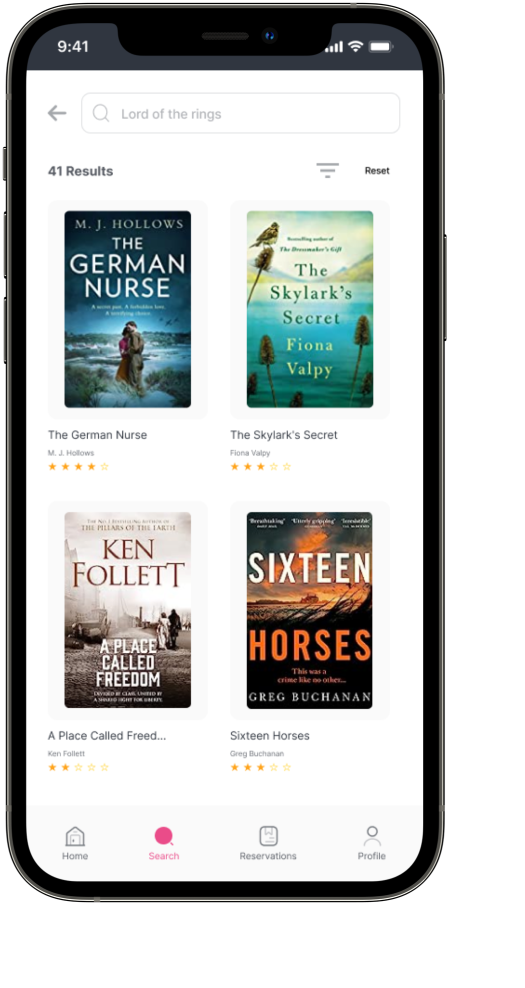 9:41
Lord of the rings
41 Results
Reset
M. J. HOLLOWS
THE
GERMAN
NURSE
A secret past. A forbidden love.
A terrifying choice.
Bestselling author of
The Dressmaker's Gift
The
Skylark's
Secret
Fiona
Valpy
The German Nurse
M. J. Hollows
The Skylark's Secret
Fiona Valpy
THE NO.1 BESTSELLING AUTHOR OF
THE PILLARS OF THE EARTH
KEN
FOLLETT
A PLACE
CALLED
FREEDOM
DIVIDED BY CLASS, UNITED BY
A SHARED FIGHT FOR LIBERTY.
'Breathtaking' 'Utterly gripping' 'Irresistible'
SIXTEEN
HORSES
This was a
crime like no other...
GREG BUCHANAN
A Place Called Freed...
Ken Follett
Sixteen Horses
Greg Buchanan
Home
Search
Reservations
Profile